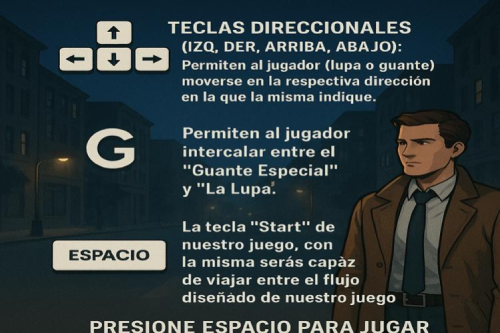 TECLAS DIRECCIONALES
(IZQ, DER, ARRIBA, ABAJO):
Permiten al jugador (lupa o guante)
moverse en la respectiva dirección
en la que la misma indique.
G
Permiten al jugador
intercalar entre el
"Guante Especial"
y "La Lupa'.
ESPACIO
La tecla "Start" de
nuestro juego, con
la misma serás capàz
de viajar entre el flujo
diseñádo de nuestro juego
PRESIONE ESPACIO PARA JUGAR